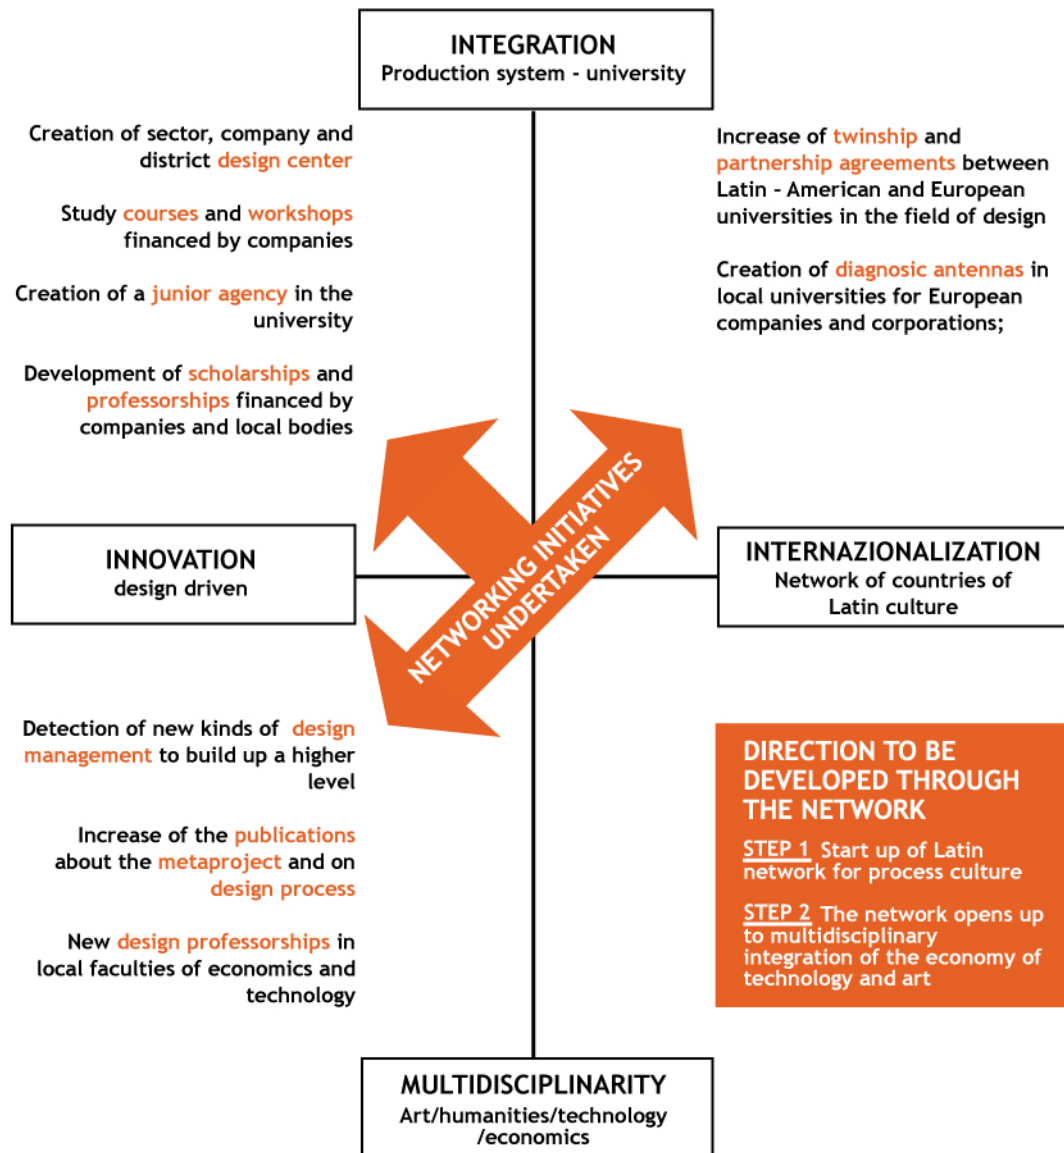 INTEGRATION
Production system - university
Creation of sector, company and
district design center
Study courses and workshops
financed by companies
Creation of a junior agency in the
university
Development of scholarships and
professorships financed by
companies and local bodies
Increase of twinship and
partnership agreements between
Latin - American and European
universities in the field of design
Creation of diagnosic antennas in
local universities for European
companies and corporations;
INNOVATION
design driven
NETWORKING INITIATIVES
UNDERTAKEN
INTERNAZIONALIZATION
Network of countries of
Latin culture
Detection of new kinds of design
management to build up a higher
level
Increase of the publications
about the metaproject and on
design process
New design professorships in
local faculties of economics and
technology
DIRECTION TO BE
DEVELOPED THROUGH
THE NETWORK
STEP 1 Start up of Latin
network for process culture
STEP 2 The network opens up
to multidisciplinary
integration of the economy of
technology and art
MULTIDISCIPLINARITY
Art/humanities/technology
/economics